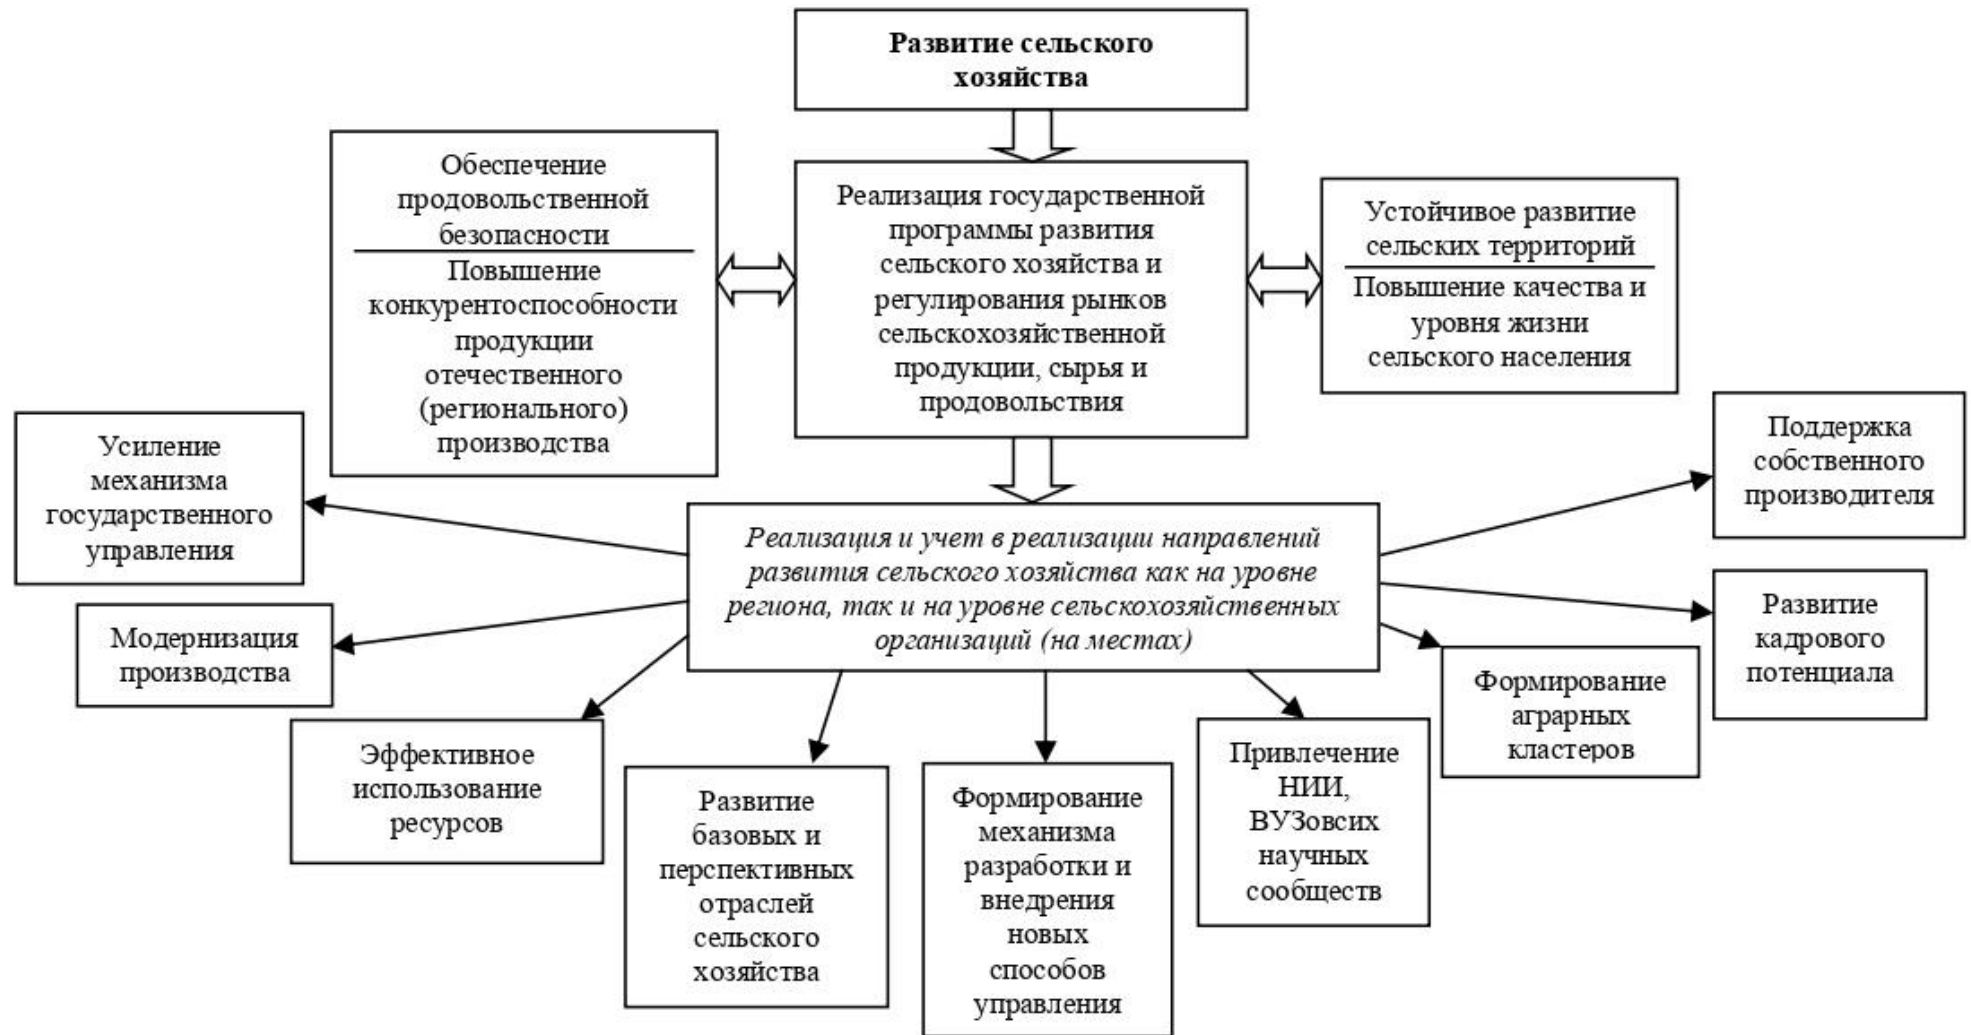 Развитие сельского
хозяйства
Обеспечение
продовольственной
безопасности
Повышение
конкурентоспособности
продукции
отечественного
(регионального)
производства
Реализация государственной
программы развития
сельского хозяйства и
регулирования рынков
сельскохозяйственной
продукции, сырья и
продовольствия
Устойчивое развитие
сельских территорий
Повышение качества и
уровня жизни
сельского населения
Усиление
механизма
государственного
управления
Поддержка
собственного
производителя
Реализация и учет в реализации направлений
развития сельского хозяйства как на уровне
региона, так и на уровне сельскохозяйственных
организаций (на местах)
Модернизация
производства
Развитие
кадрового
потенциала
Эффективное
использование
ресурсов
Развитие
базовых и
перспективных
отраслей
сельского
хозяйства
Формирование
механизма
разработки и
внедрения
новых
способов
управления
Привлечение
НИИ,
ВУЗовсих
научных
сообществ
Формирование
аграрных
кластеров